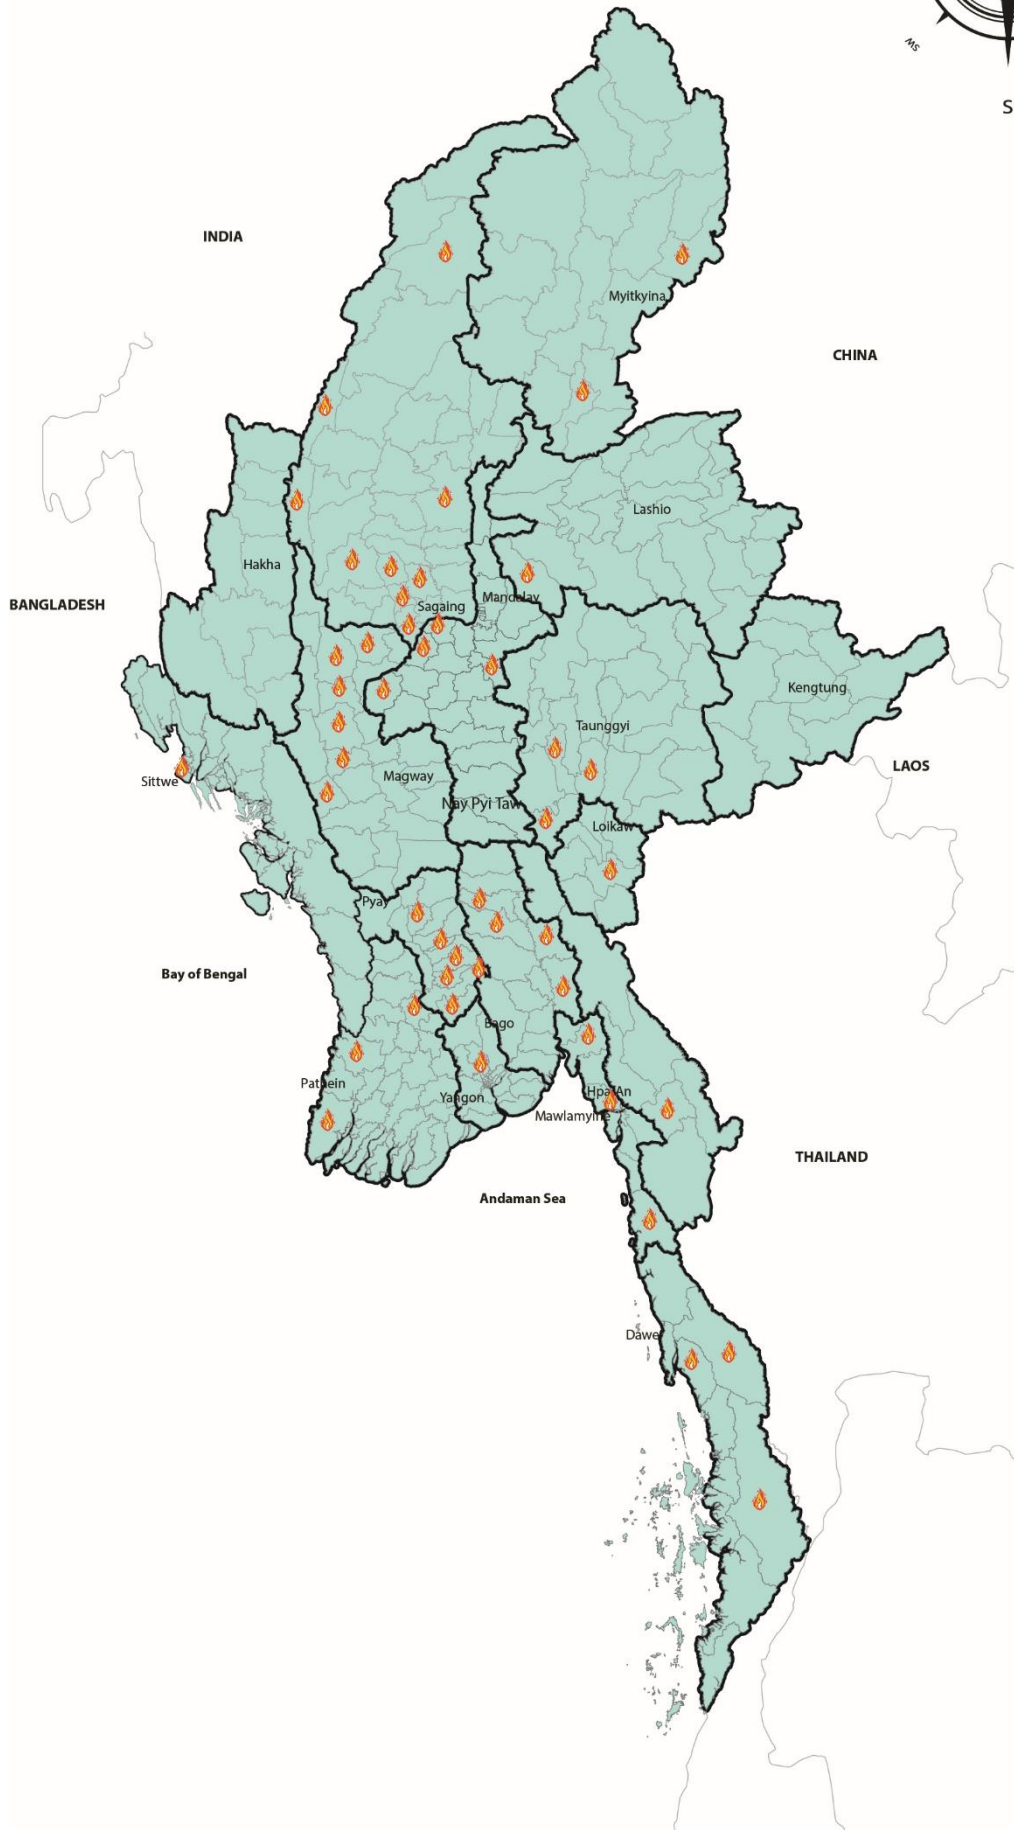 SW
S
INDIA
Myitkyina
CHINA
Lashio
Hakha
BANGLADESH
Mandalay
Sagaing
Kengtung
Taunggyi
LAOS
Sittwe
Magway
Nay Pyi Taw
Loikaw
Pyay
Bay of Bengal
Bago
Pathein
Yangon
Hpa-An
Mawlamyine
THAILAND
Andaman Sea
Dawei